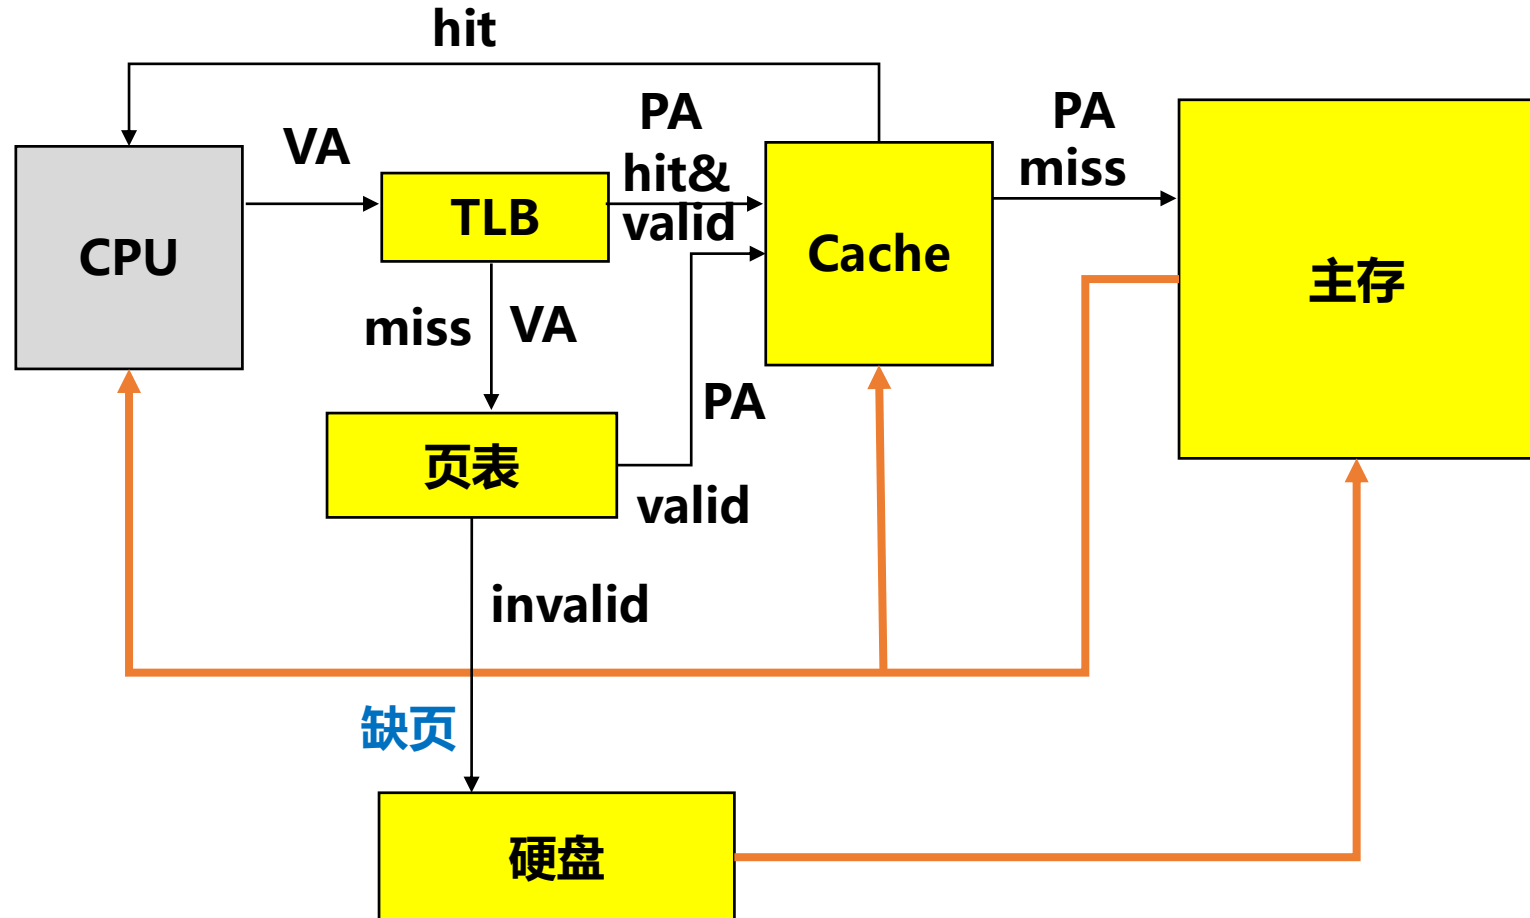 hit
VA
PA
hit&
valid
PA
miss
CPU
TLB
Cache
主存
miss
VA
PA
页表
valid
invalid
缺页
硬盘